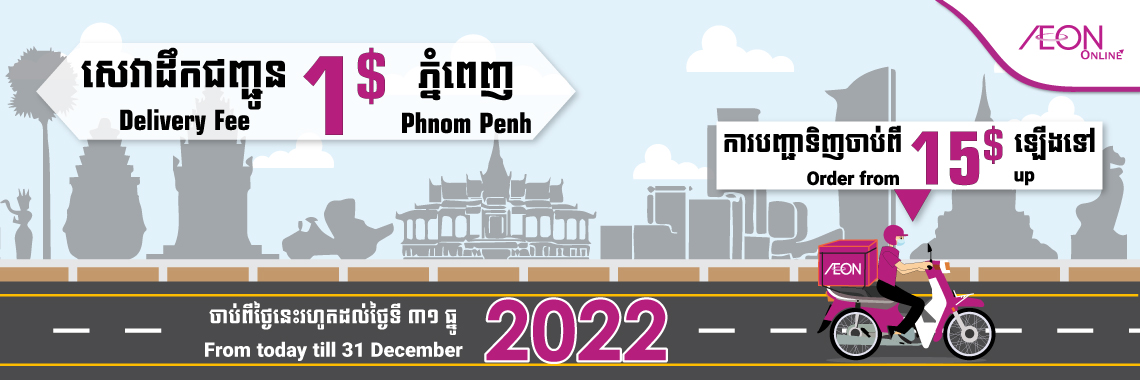 សេវាដឹកជញ្ជូន 1$ ភ្នំពេញ
Delivery Fee Phnom Penh
ÆON
ONLINE
ការបញ្ជាទិញចាប់ពី 15$ ឡើងទៅ
Order from up
ÆON
ចាប់ពីថ្ងៃនេះរហូតដល់ថ្ងៃទី ៣១ ធ្នូ 2022
From today till 31 December